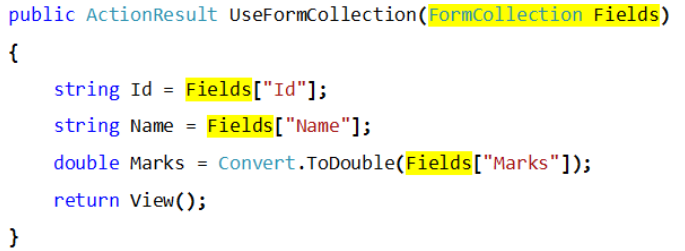 public ActionResult UseFormCollection(FormCollection Fields)
{
    string Id = Fields["Id"];
    string Name = Fields["Name"];
    double Marks = Convert.ToDouble(Fields["Marks"]);
    return View();
}